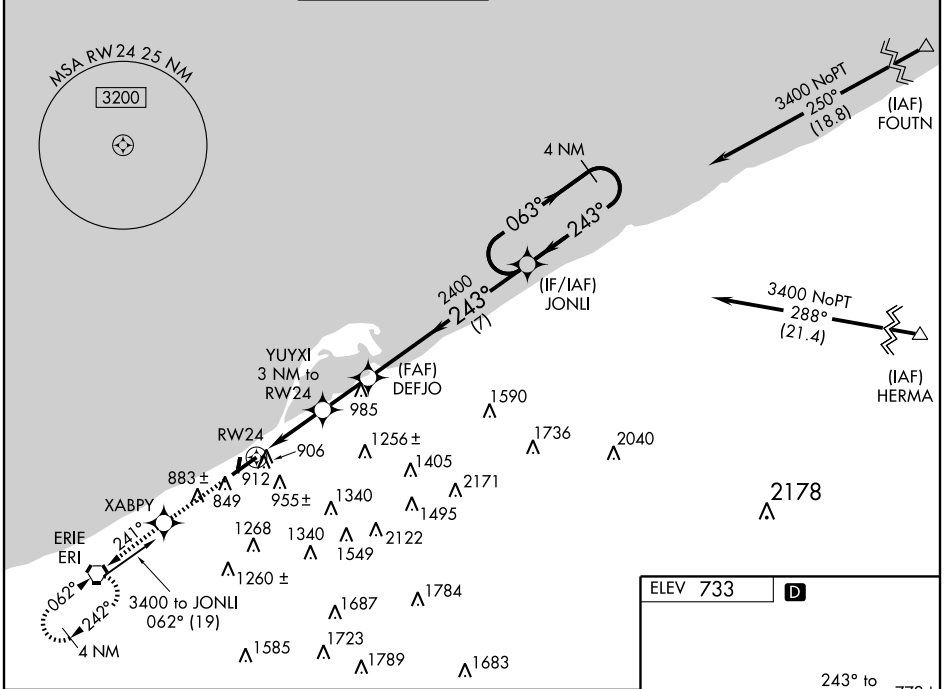 MSA RW24 25 NM
3200
3400 NoPT
250°
(18.8)
(IAF)
FOUTN
4 NM
063°
243°
(IF/IAF)
JONLI
2400
243°
(7)
3400 NoPT
288°
(21.4)
(IAF)
HERMA
YUYXI
3 NM to
RW24
(FAF)
DEFJO
985
1590
RW24
906
1256 ±
1736
2040
912
1405
883 ±
849
955 ±
2171
2178
XABPY
1340
1495
241°
ERIE
ERI
1268
1340
1549
2122
062°
242°
1260 ±
3400 to JONLI
062° (19)
1784
1687
4 NM
1585
1723
1789
1683
ELEV 733
D
243° to